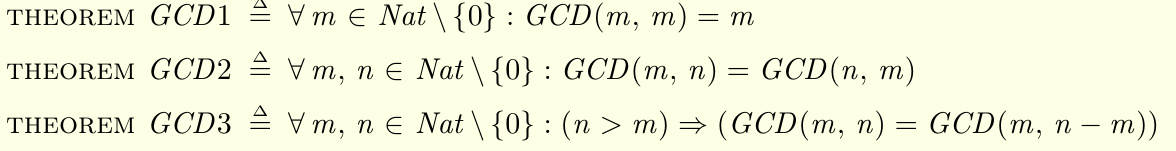 THEOREM GCD1 ≜ ∀ m ∈ Nat \ {0} : GCD(m, m) = m
THEOREM GCD2 ≜ ∀ m, n ∈ Nat \ {0} : GCD(m, n) = GCD(n, m)
THEOREM GCD3 ≜ ∀ m, n ∈ Nat \ {0} : (n > m) ⇒ (GCD(m, n) = GCD(m, n − m))